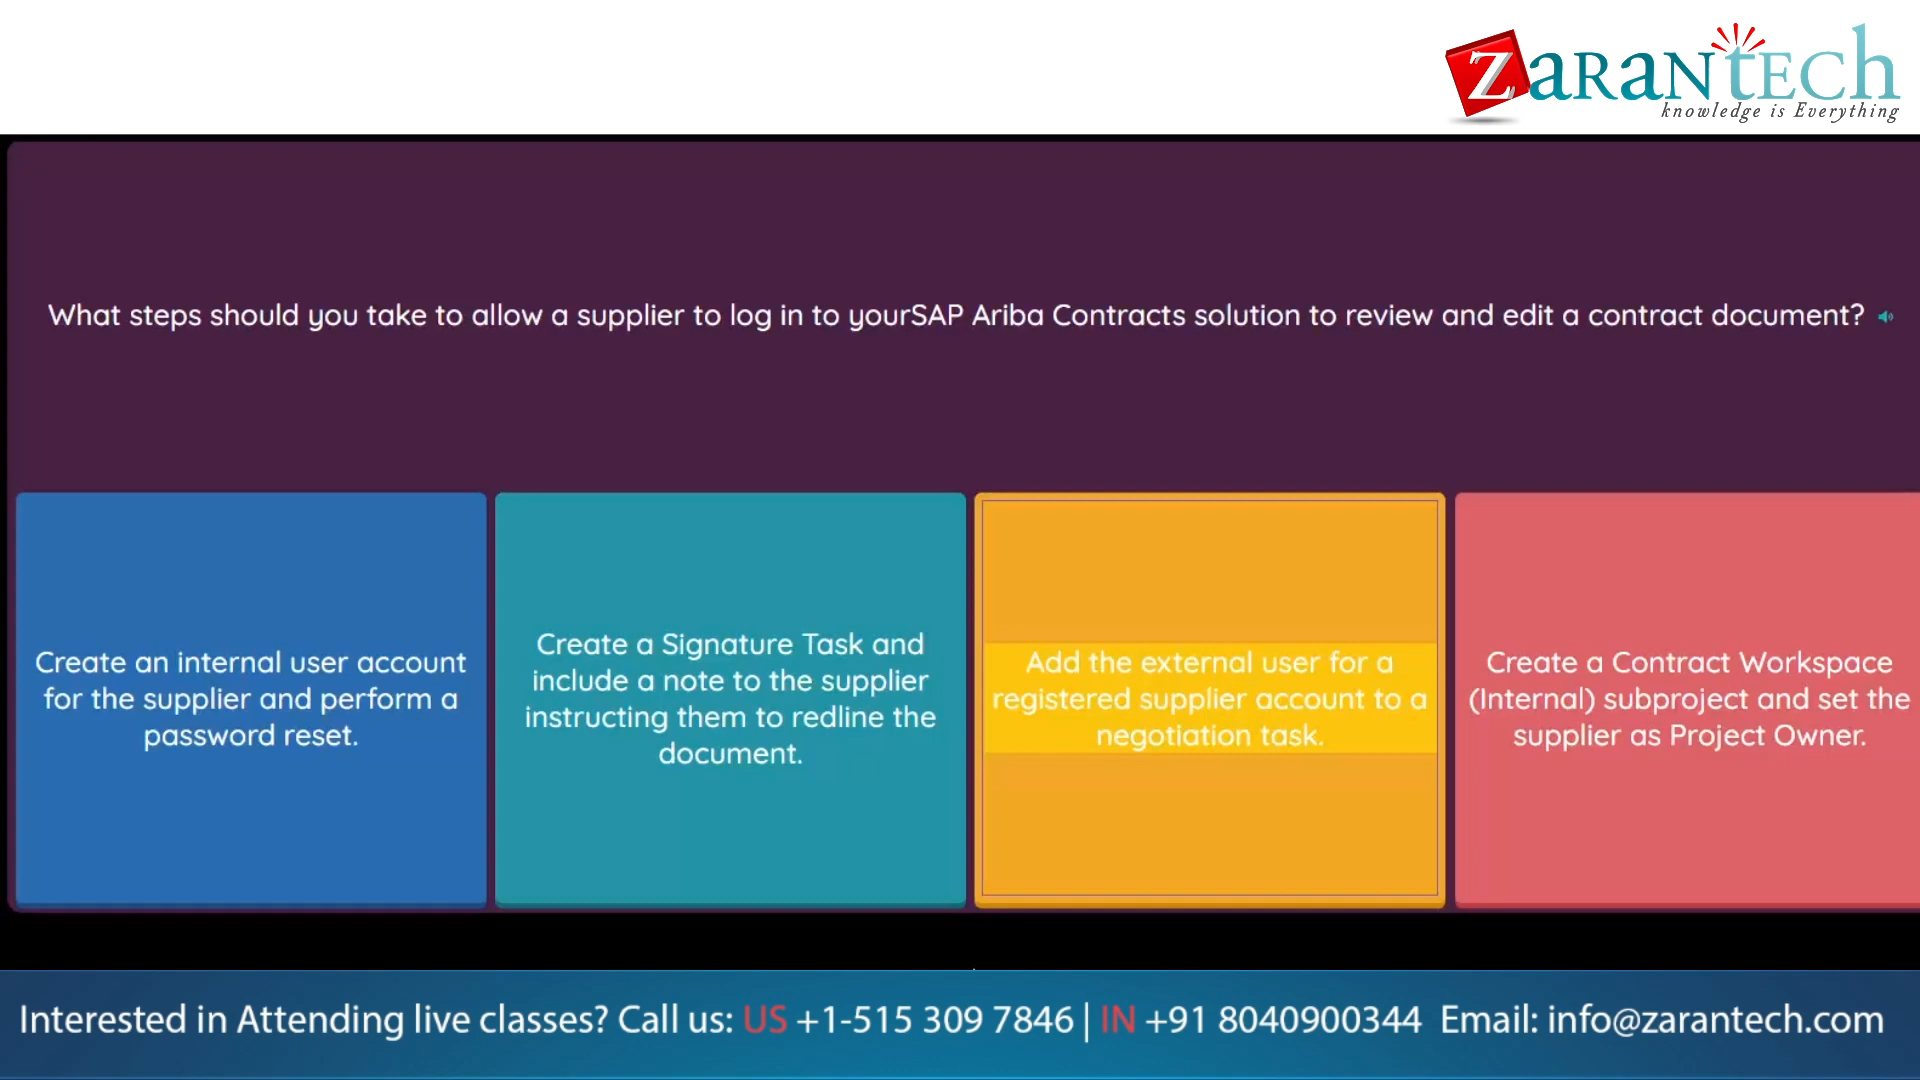 ZaranTech
knowledge is Everything
What steps should you take to allow a supplier to log in to yourSAP Ariba Contracts solution to review and edit a contract document?
Create an internal user account
for the supplier and perform a
password reset.
Create a Signature Task and
include a note to the supplier
instructing them to redline the
document.
Add the external user for a
registered supplier account to a
negotiation task.
Create a Contract Workspace
(Internal) subproject and set the
supplier as Project Owner.
Interested in Attending live classes? Call us: US +1-515 309 7846 | IN +91 8040900344 Email: info@zarantech.com